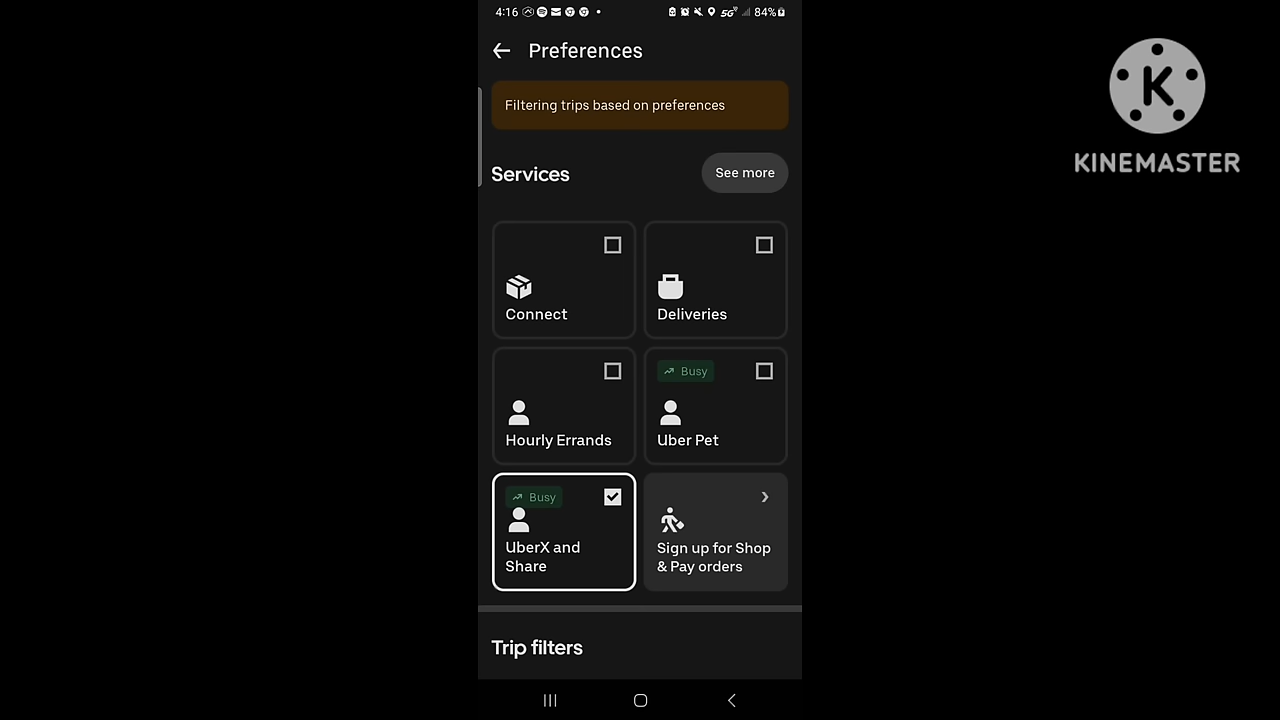 4:16 5G 84%
Preferences
Filtering trips based on preferences
Services
See more
Connect
Deliveries
Hourly Errands
Busy
Uber Pet
Busy
UberX and
Share
Sign up for Shop
& Pay orders
Trip filters
K
KINEMASTER